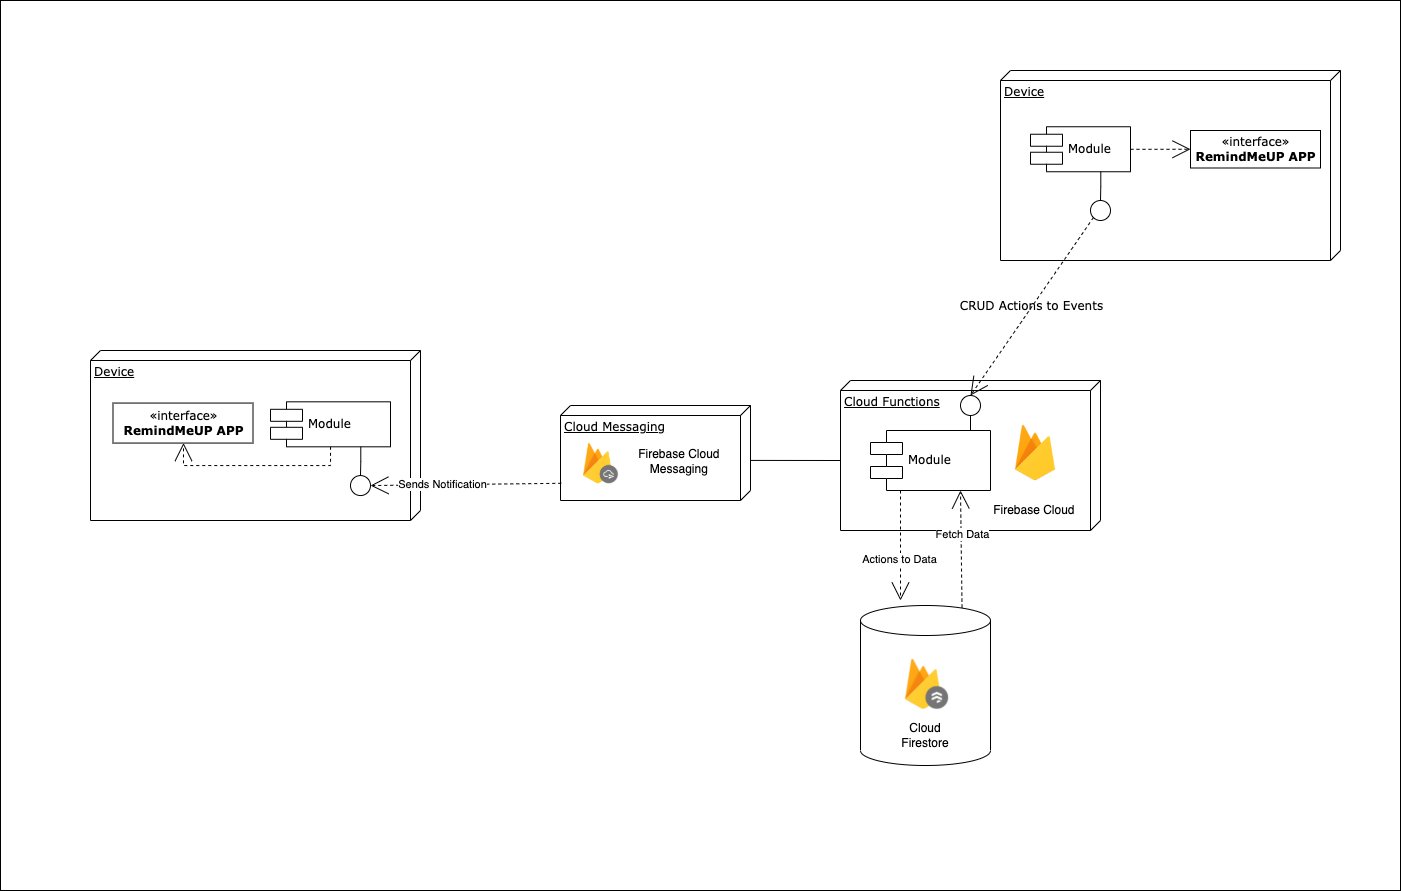 Device
Module
«interface»
RemindMeUP APP
CRUD Actions to Events
Device
«interface»
RemindMeUP APP
Module
Sends Notification
Cloud Messaging
Firebase Cloud
Messaging
Cloud Functions
Module
Firebase Cloud
Fetch Data
Actions to Data
Cloud
Firestore